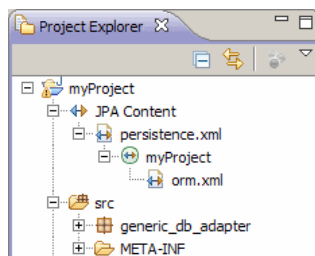 Project Explorer
myProject
JPA Content
persistence.xml
myProject
orm.xml
src
generic_db_adapter
META-INF